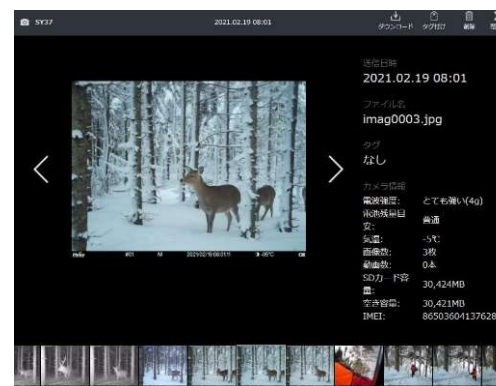 SY37
2021.02.19 08:01
ダウンロード
タグ付け
削除
送信日時
2021.02.19 08:01
ファイル名
imag0003.jpg
タグ
なし
カメラ情報
電波強度: とても強い(4g)
電池残量目安: 普通
気温: -5℃
画像数: 3枚
動画数: 0本
SDカード容量: 30,424MB
空き容量: 30,421MB
IMEI: 86503604137628